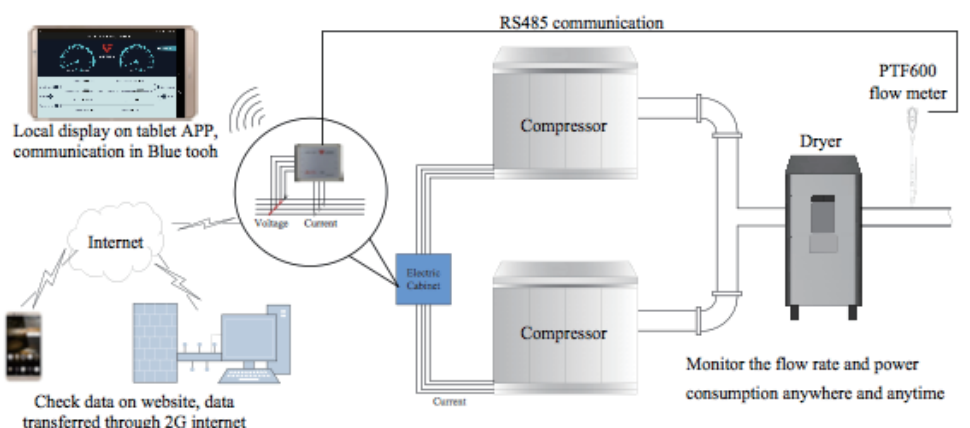 RS485 communication
PTF600
flow meter
Local display on tablet APP,
communication in Blue tooh
Compressor
Dryer
Voltage
Current
Internet
Electric
Cabinet
Compressor
Monitor the flow rate and power
consumption anywhere and anytime
Current
Check data on website, data
transferred through 2G internet